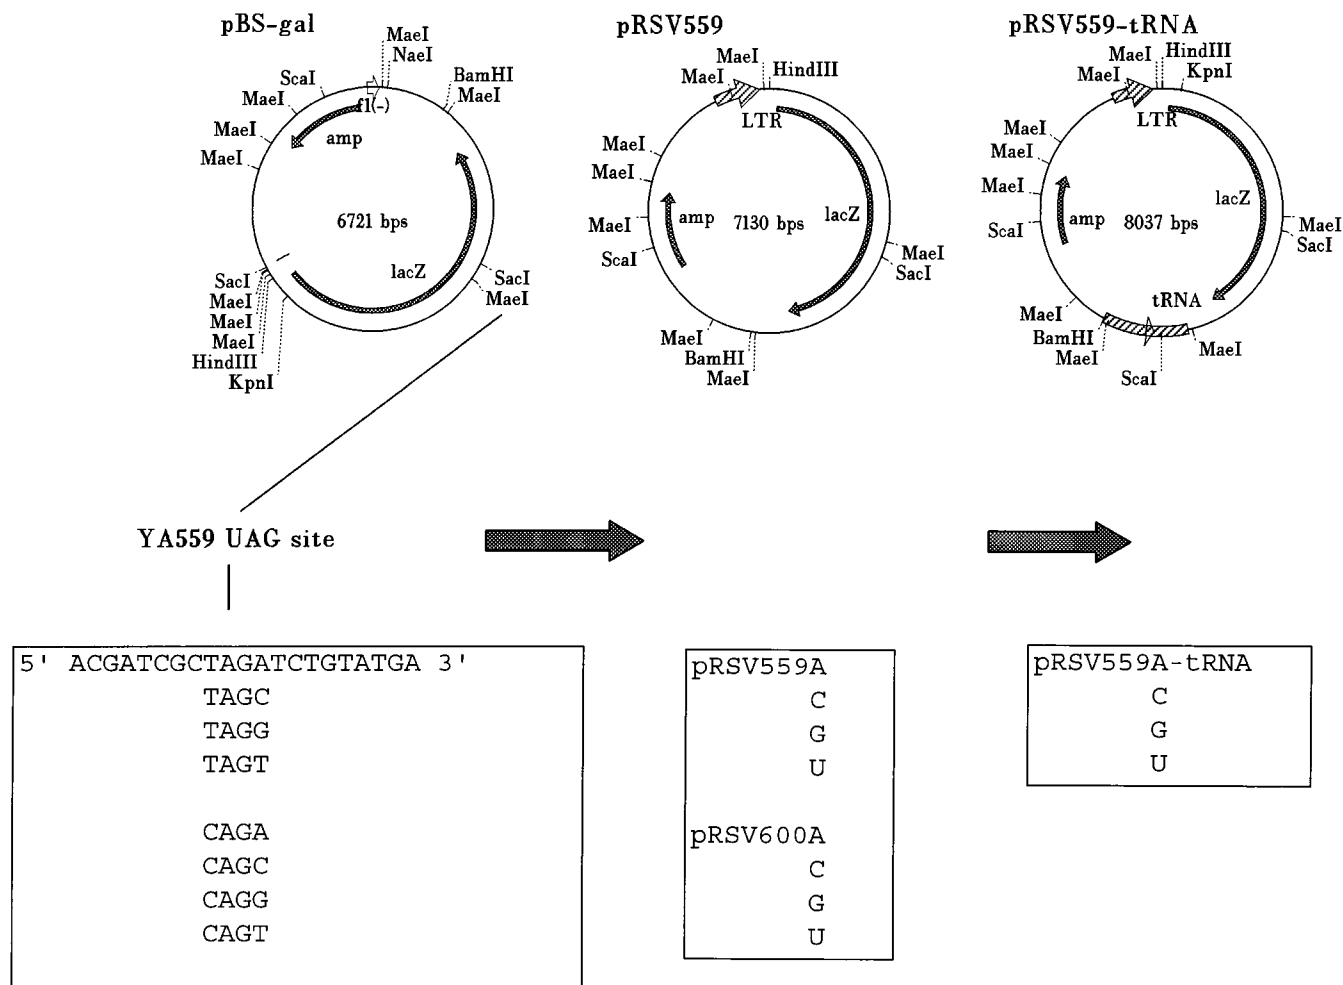 pBS-gal
MaeI
NaeI
BamHI
MaeI
ScaI
MaeI
MaeI
MaeI
f1(-)
amp
6721 bps
lacZ
SacI
MaeI
SacI
MaeI
MaeI
MaeI
HindIII
KpnI
pRSV559
MaeI
MaeI
HindIII
LTR
MaeI
MaeI
MaeI
ScaI
amp
7130 bps
lacZ
MaeI
SacI
MaeI
BamHI
MaeI
pRSV559-tRNA
MaeI
MaeI
HindIII
KpnI
LTR
MaeI
MaeI
MaeI
ScaI
amp
8037 bps
lacZ
MaeI
SacI
tRNA
MaeI
BamHI
MaeI
ScaI
MaeI
YA559 UAG site
5' ACGATCGCTAGATCTGTATGA 3'
TAGC
TAGG
TAGT
CAGA
CAGC
CAGG
CAGT
pRSV559A
C
G
U
pRSV600A
C
G
U
pRSV559A-tRNA
C
G
U